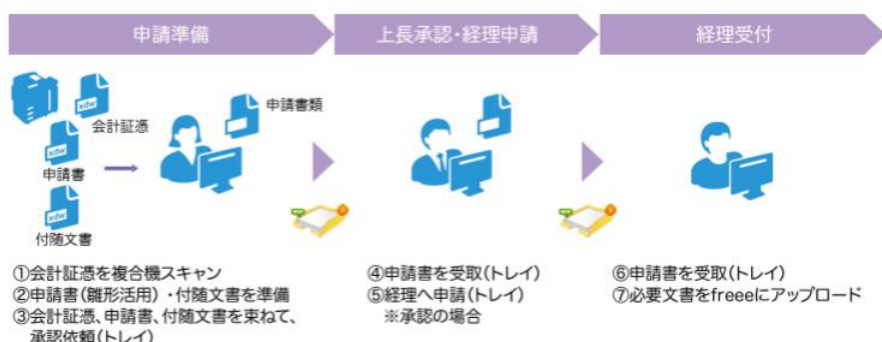 申請準備
上長承認・経理申請
経理受付
xdw
会計証憑
xdw
申請書
xdw
付随文書
申請書類
①会計証憑を複合機スキャン
②申請書(雛形活用)・付随文書を準備
③会計証憑、申請書、付随文書を束ねて、
承認依頼(トレイ)
④申請書を受取(トレイ)
⑤経理へ申請(トレイ)
※承認の場合
⑥申請書を受取(トレイ)
⑦必要文書をfreeeにアップロード